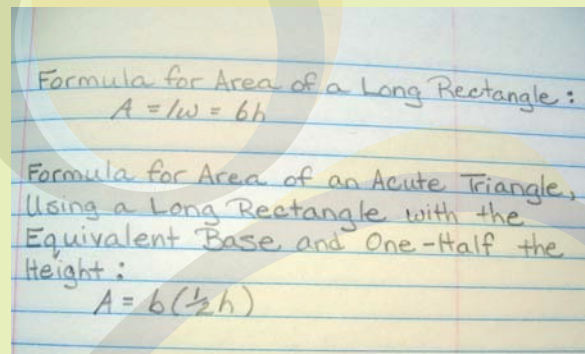 Formula for Area of a Long Rectangle:
A = lw = bh
Formula for Area of an Acute Triangle,
Using a Long Rectangle with the
Equivalent Base and One-Half the
Height:
A = b(½h)